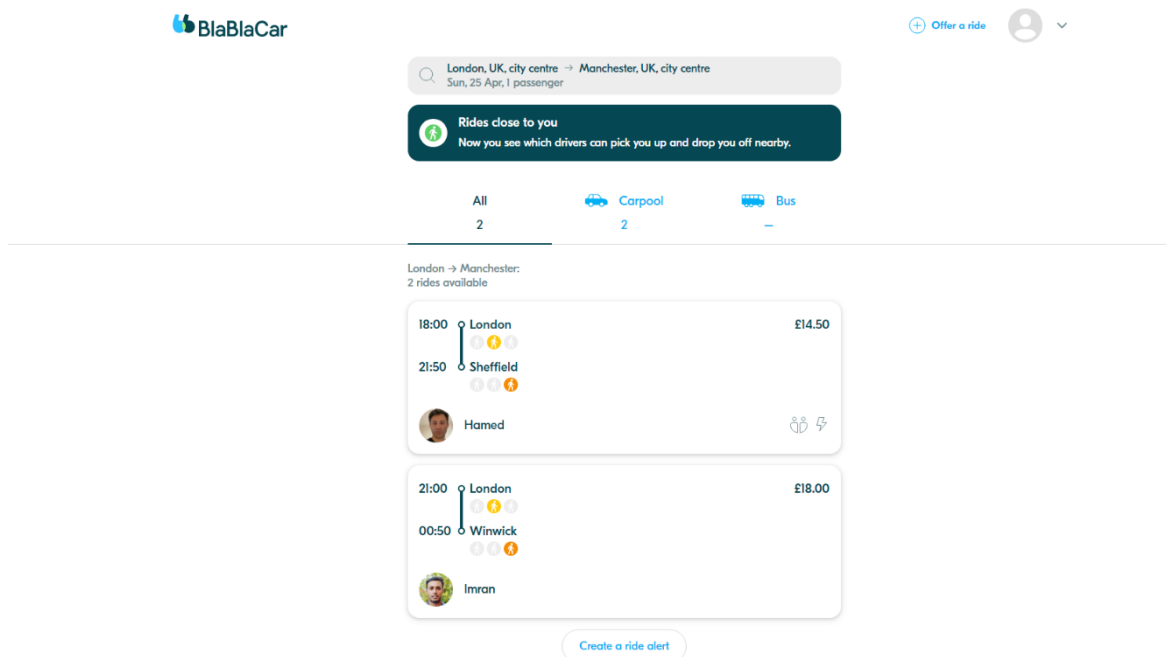 BlaBlaCar
Offer a ride
London, UK, city centre → Manchester, UK, city centre
Sun, 25 Apr, 1 passenger
Rides close to you
Now you see which drivers can pick you up and drop you off nearby.
All
2
Carpool
2
Bus
–
London → Manchester:
2 rides available
18:00 London £14.50
21:50 Sheffield
Hamed
21:00 London £18.00
00:50 Winwick
Imran
Create a ride alert